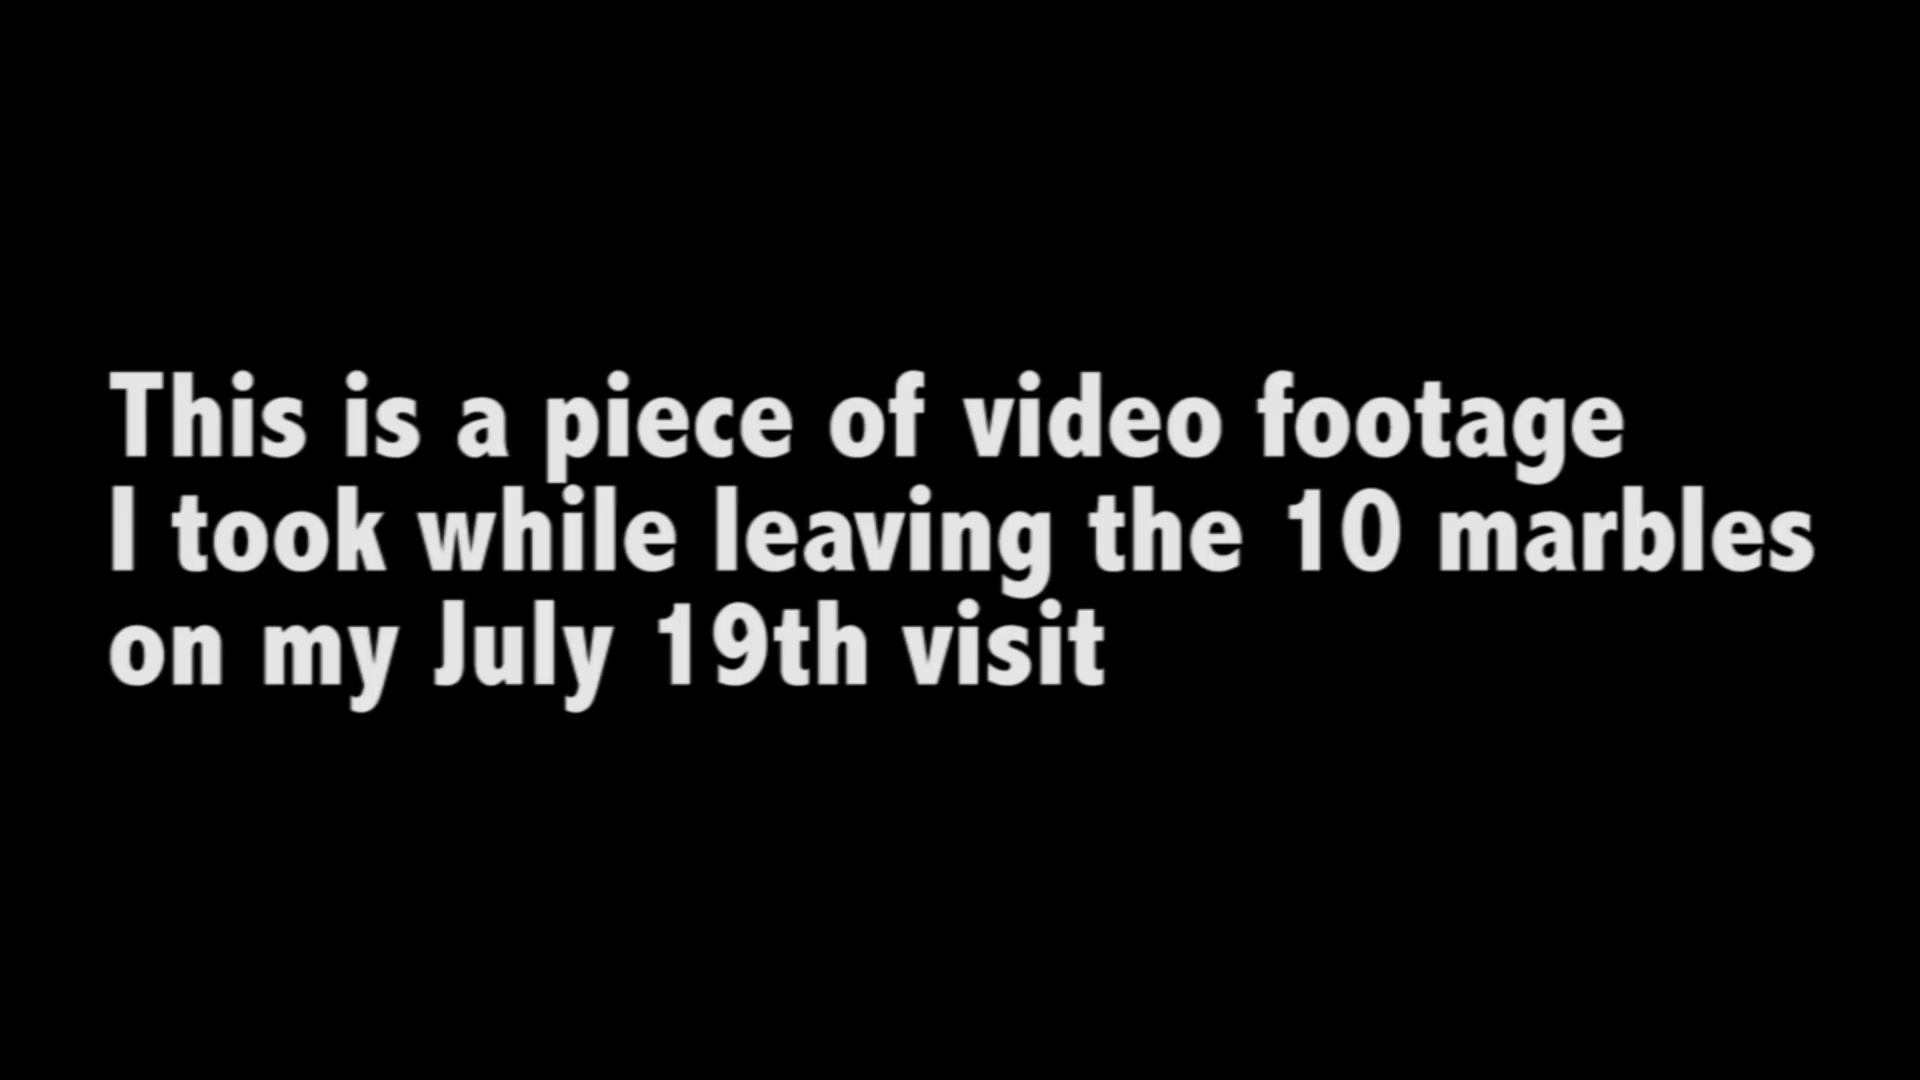 This is a piece of video footage
I took while leaving the 10 marbles
on my July 19th visit